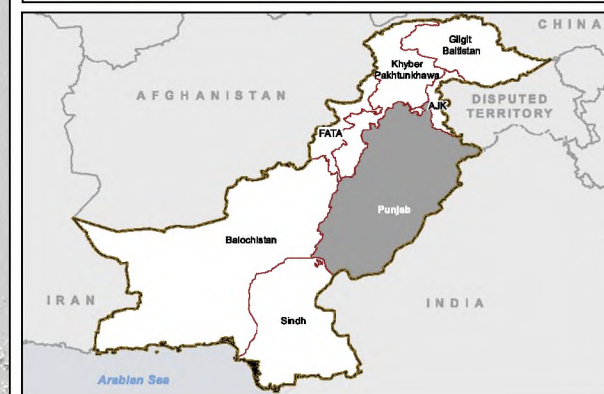 CHINA
Gilgit
Baltistan
Khyber
Pakhtunkhawa
AFGHANISTAN
DISPUTED
TERRITORY
AJK
FATA
Punjab
Balochistan
IRAN
INDIA
Sindh
Arabian Sea